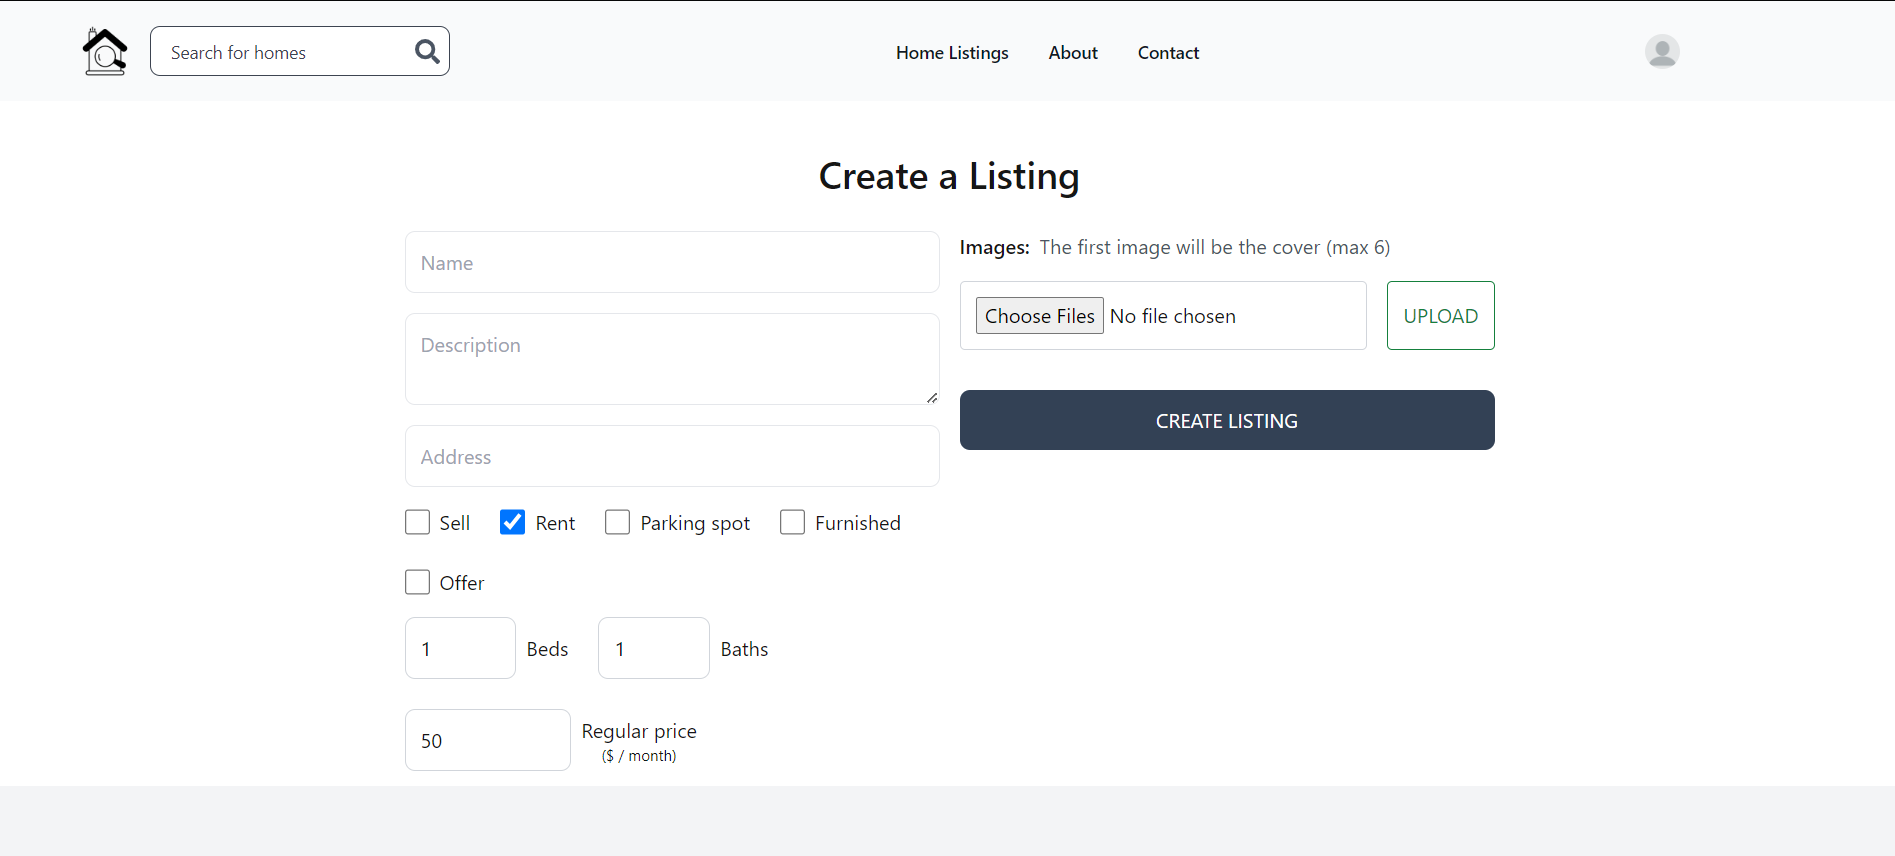 Search for homes
Home Listings About Contact
Create a Listing
Name
Description
Address
Sell Rent Parking spot Furnished
Offer
1 Beds 1 Baths
50 Regular price
($ / month)
Images: The first image will be the cover (max 6)
Choose Files No file chosen UPLOAD
CREATE LISTING